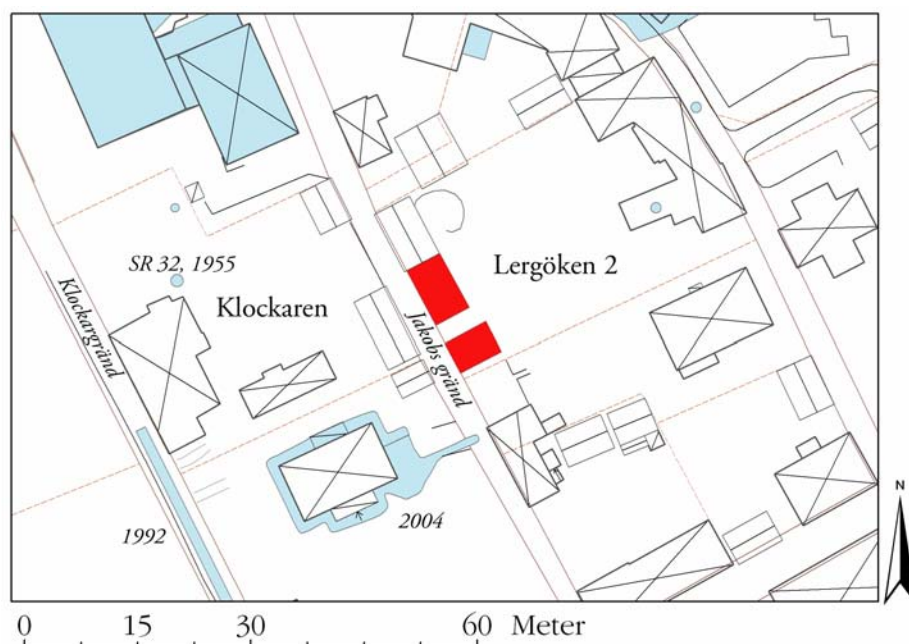 SR 32, 1955
Lergöken 2
Klockargränd
Klockaren
Jakobs gränd
1992
2004
N
0 15 30 60 Meter